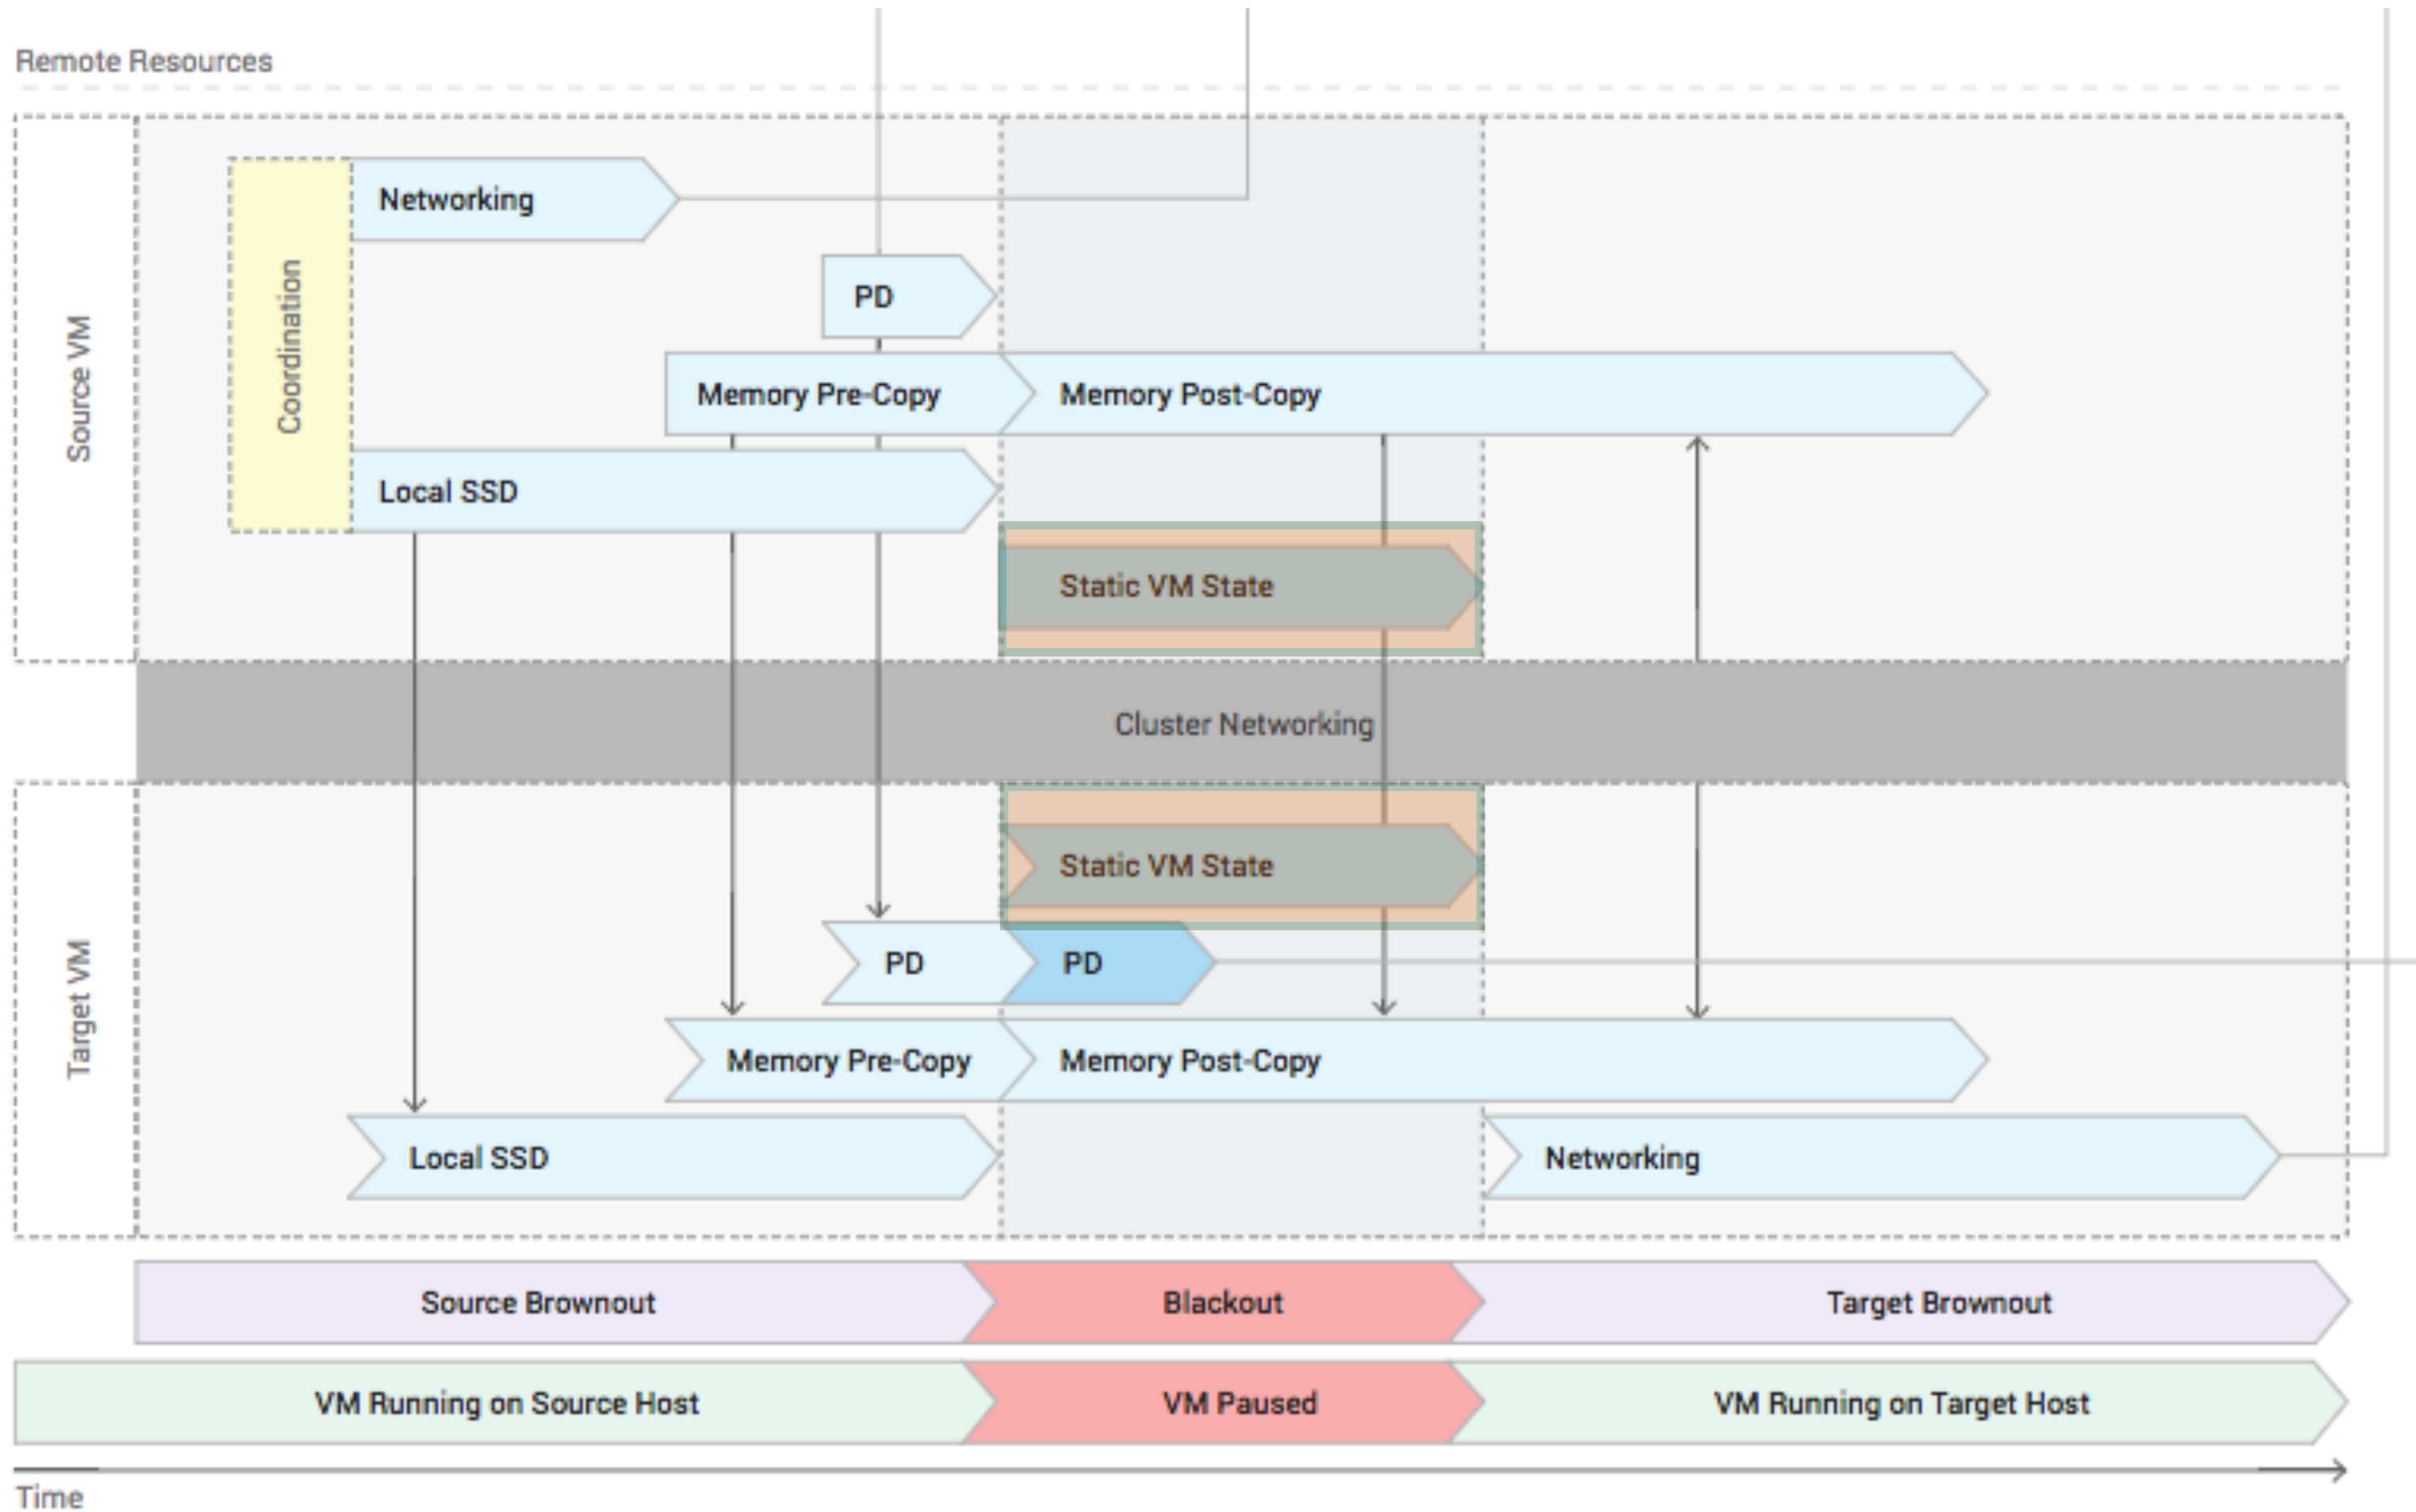 Remote Resources
Source VM
Coordination
Networking
PD
Memory Pre-Copy
Memory Post-Copy
Local SSD
Static VM State
Cluster Networking
Target VM
Static VM State
PD
PD
Memory Pre-Copy
Memory Post-Copy
Local SSD
Networking
Source Brownout
Blackout
Target Brownout
VM Running on Source Host
VM Paused
VM Running on Target Host
Time